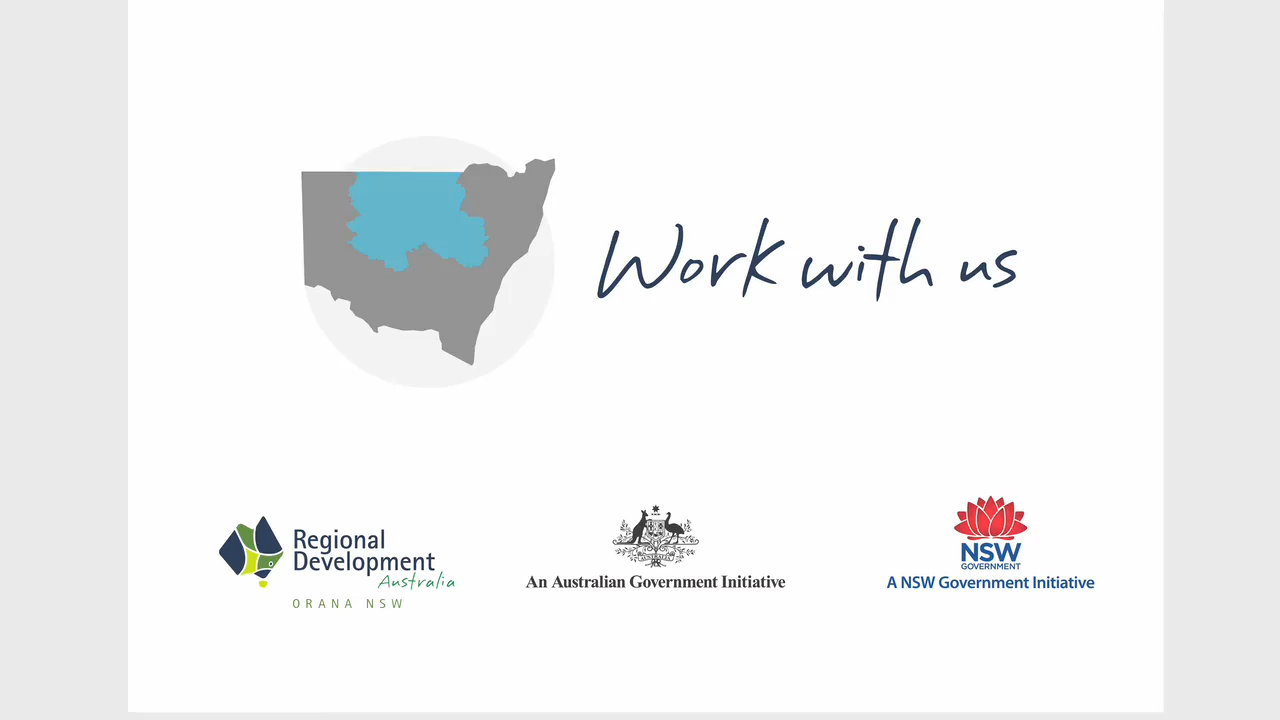 Work with us
Regional
Development
Australia
ORANA NSW
An Australian Government Initiative
NSW
GOVERNMENT
A NSW Government Initiative